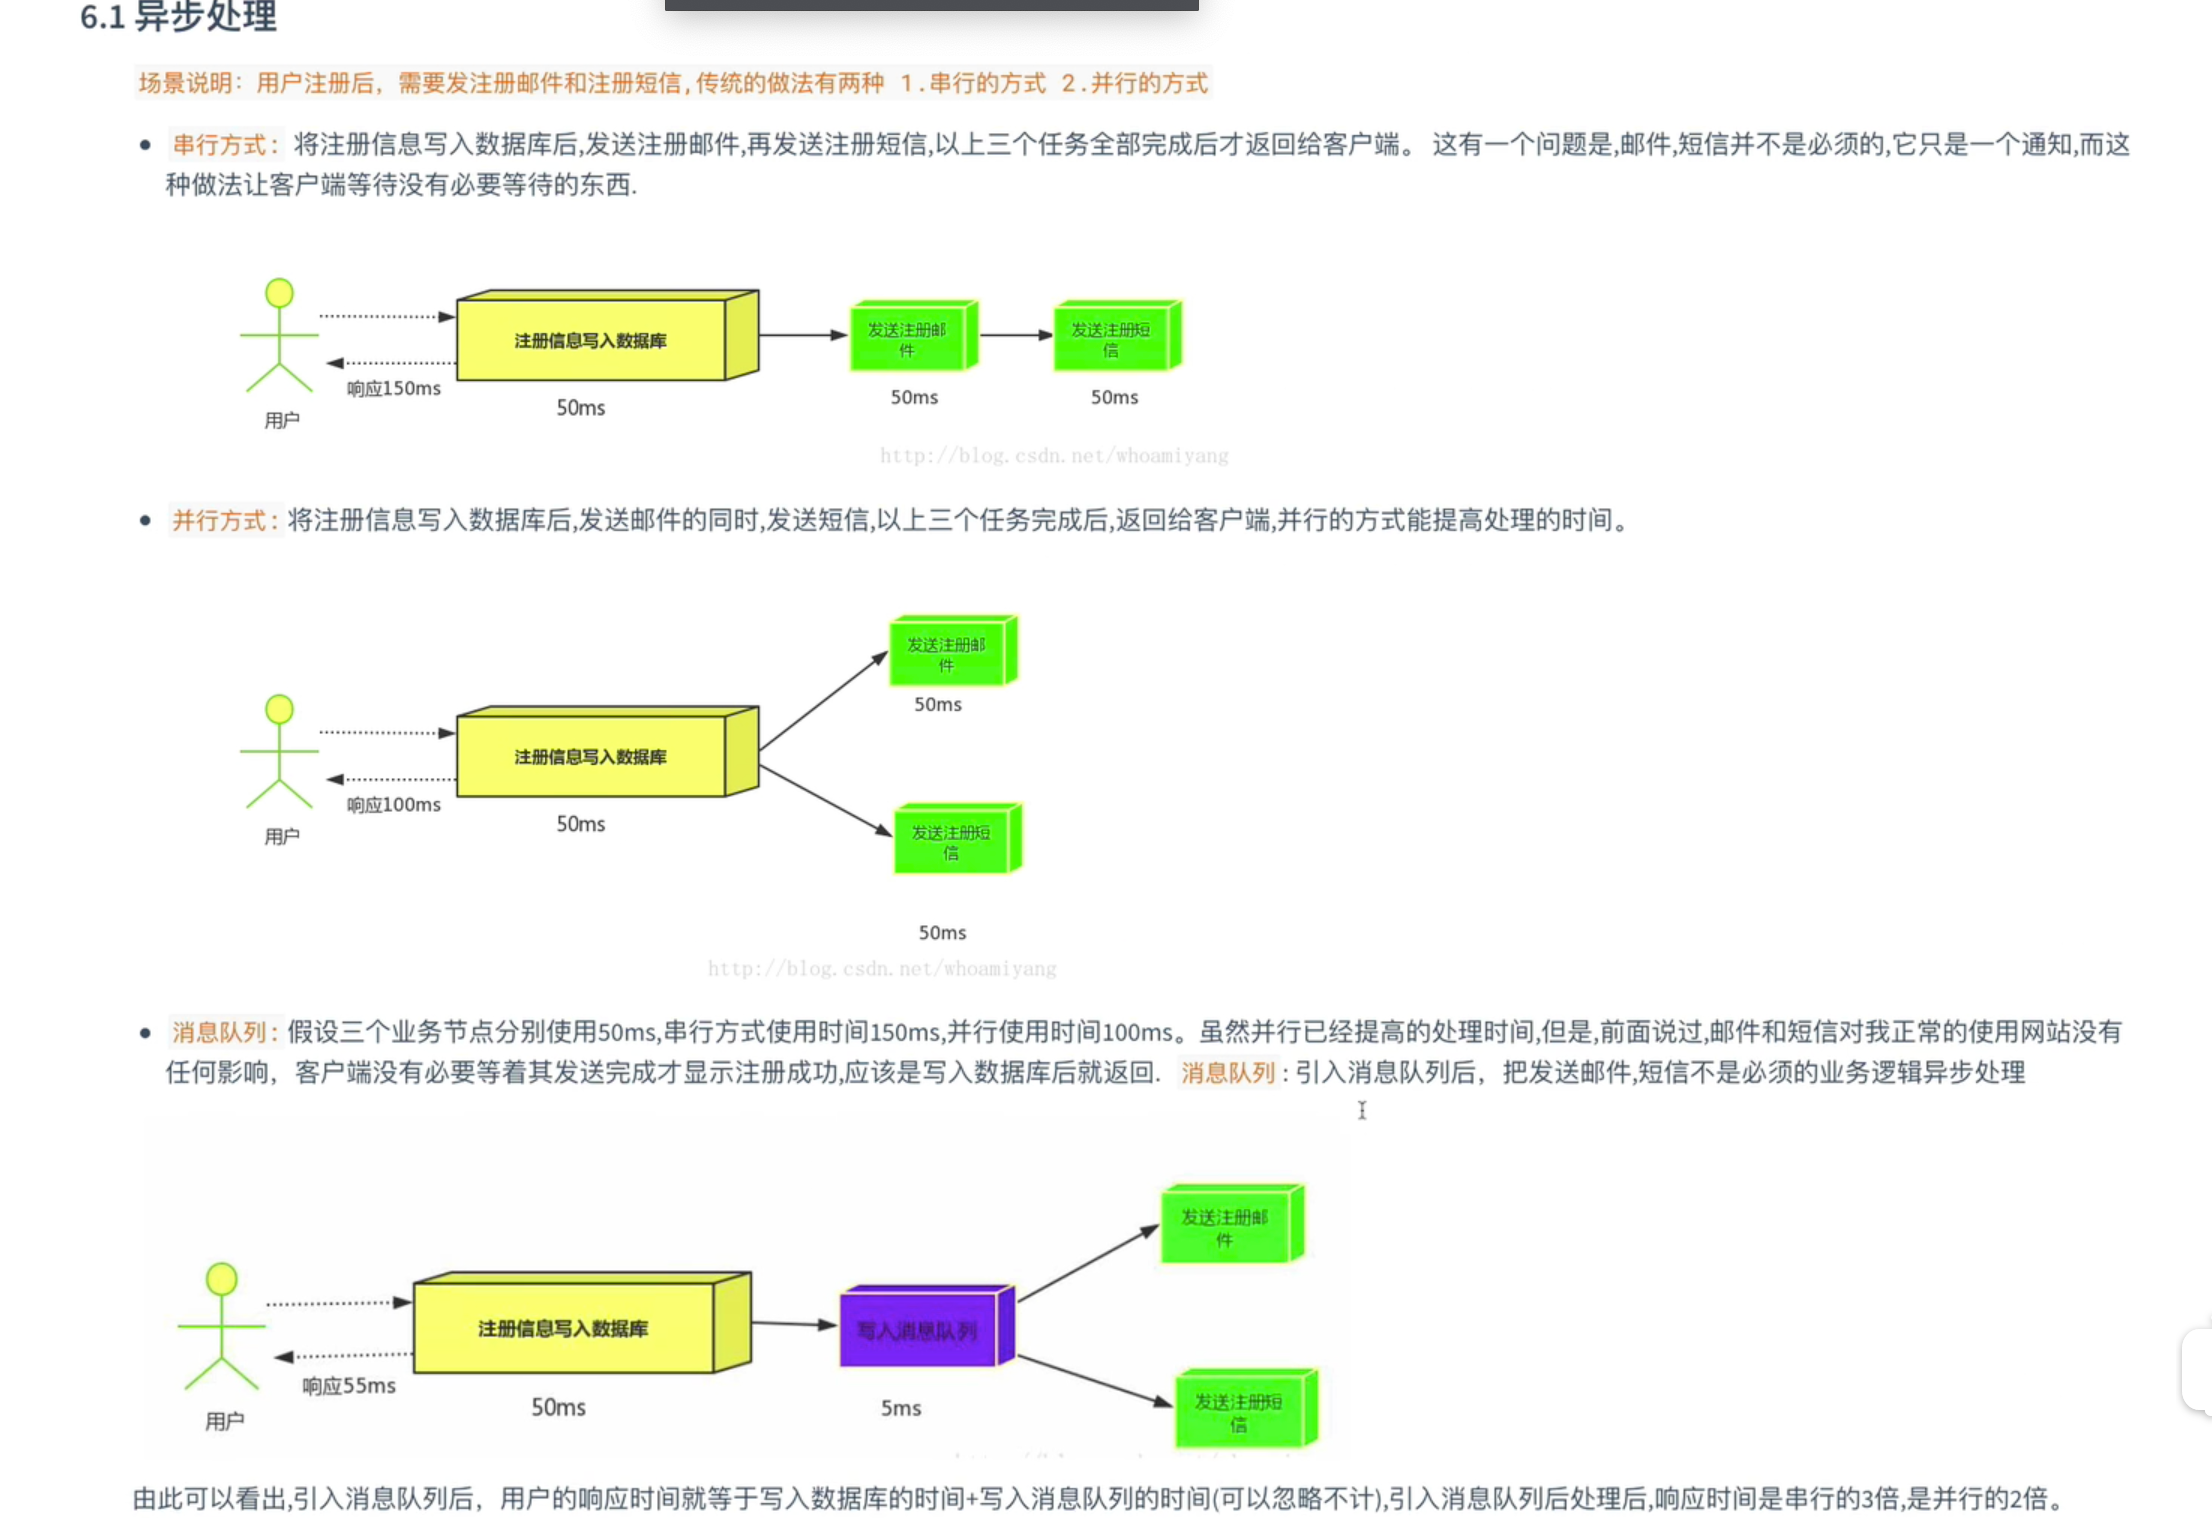 6.1 异步处理
场景说明：用户注册后，需要发注册邮件和注册短信,传统的做法有两种 1.串行的方式 2.并行的方式
串行方式: 将注册信息写入数据库后,发送注册邮件,再发送注册短信,以上三个任务全部完成后才返回给客户端。 这有一个问题是,邮件,短信并不是必须的,它只是一个通知,而这
种做法让客户端等待没有必要等待的东西.
注册信息写入数据库
发送注册邮
件
发送注册短
信
响应150ms
50ms
50ms
50ms
用户
http://blog.csdn.net/whoamiyang
并行方式:将注册信息写入数据库后,发送邮件的同时,发送短信,以上三个任务完成后,返回给客户端,并行的方式能提高处理的时间。
发送注册邮
件
50ms
注册信息写入数据库
响应100ms
50ms
用户
发送注册短
信
50ms
http://blog.csdn.net/whoamiyang
消息队列:假设三个业务节点分别使用50ms,串行方式使用时间150ms,并行使用时间100ms。虽然并行已经提高的处理时间,但是,前面说过,邮件和短信对我正常的使用网站没有
任何影响，客户端没有必要等着其发送完成才显示注册成功,应该是写入数据库后就返回. 消息队列:引入消息队列后，把发送邮件,短信不是必须的业务逻辑异步处理
发送注册邮
件
注册信息写入数据库
写入消息队列
响应55ms
50ms
5ms
用户
发送注册短
信
由此可以看出,引入消息队列后，用户的响应时间就等于写入数据库的时间+写入消息队列的时间(可以忽略不计),引入消息队列后处理后,响应时间是串行的3倍,是并行的2倍。